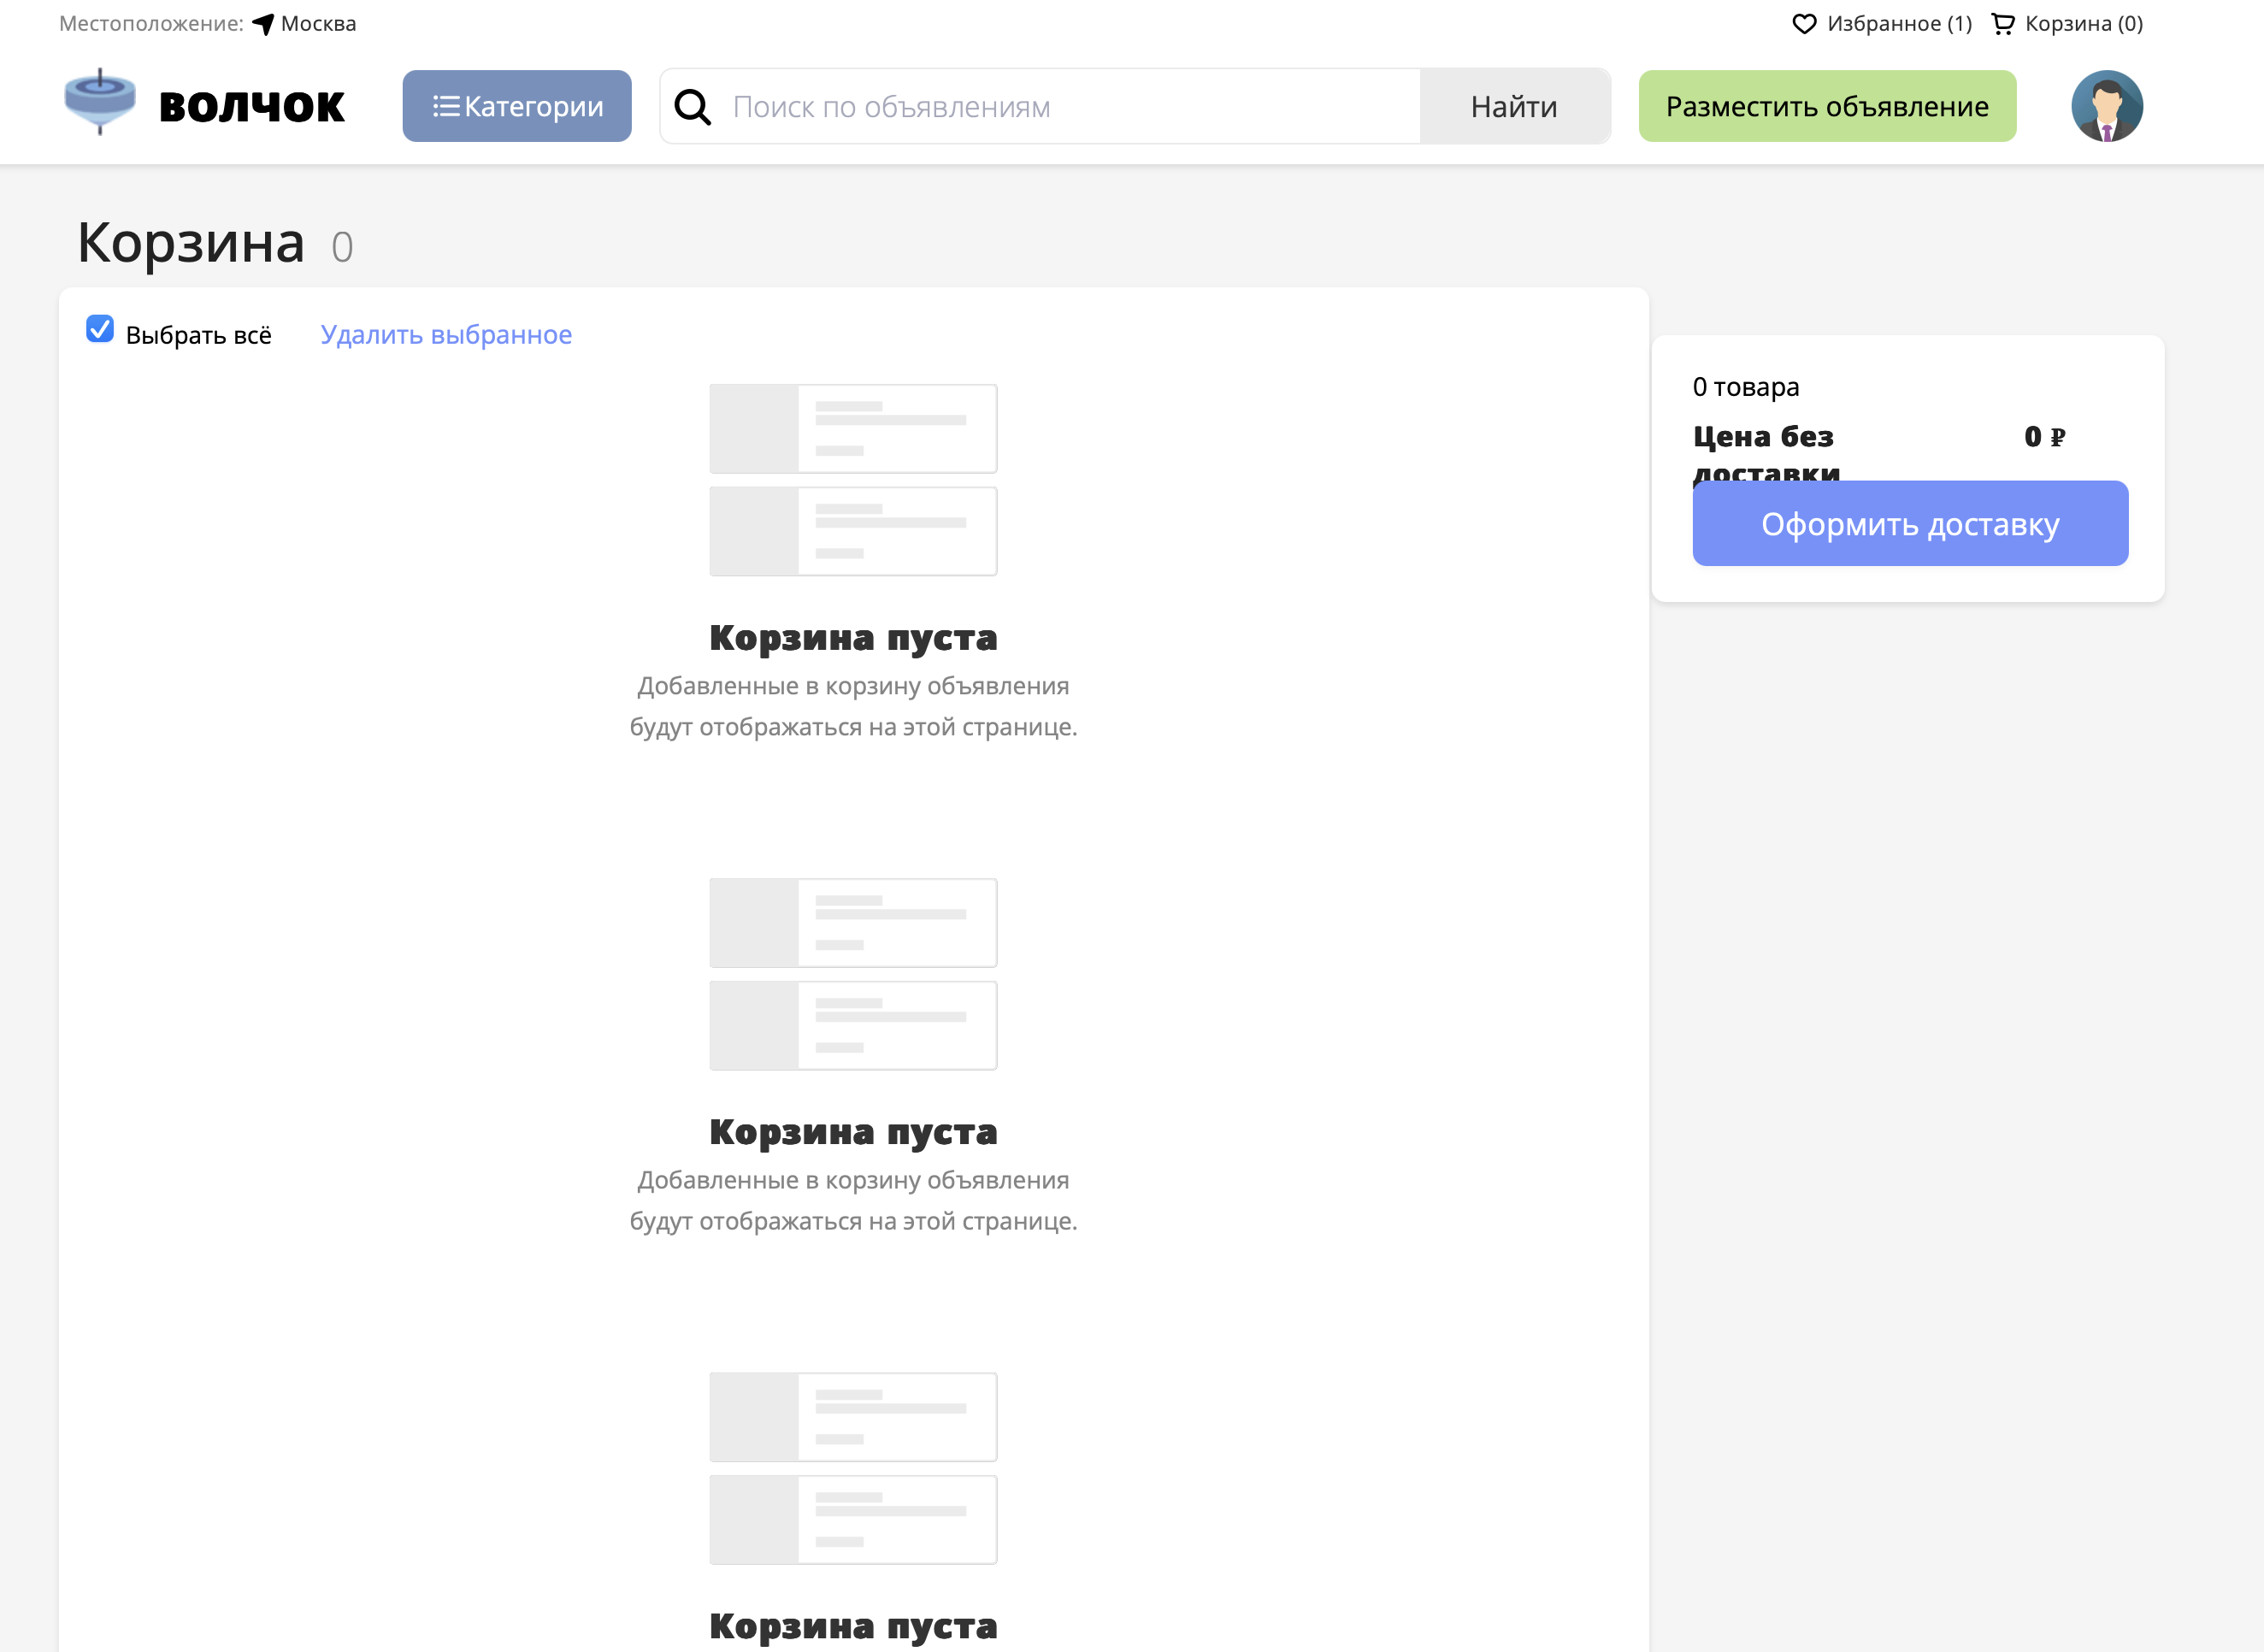 Местоположение: Москва
Избранное (1) Корзина (0)
ВОЛЧОК
Категории
Поиск по объявлениям
Найти
Разместить объявление
Корзина 0
Выбрать всё Удалить выбранное
0 товара
Цена без 0 ₽
доставки
Оформить доставку
Корзина пуста
Добавленные в корзину объявления
будут отображаться на этой странице.
Корзина пуста
Добавленные в корзину объявления
будут отображаться на этой странице.
Корзина пуста